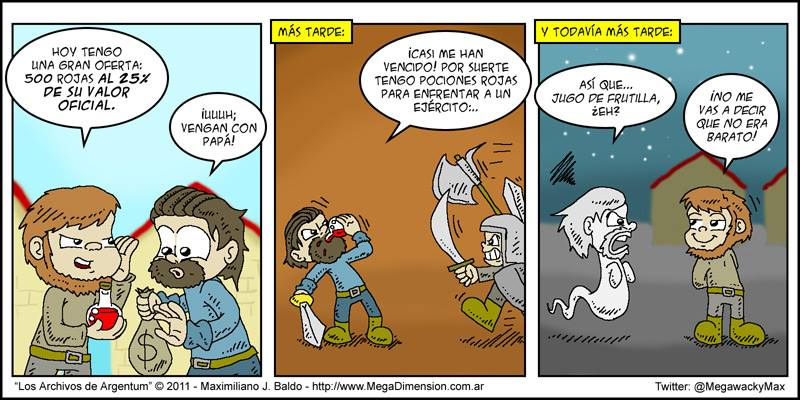 HOY TENGO
UNA GRAN OFERTA:
500 ROJAS AL 25%
DE SU VALOR
OFICIAL.
¡UUUH;
VENGAN CON
PAPÁ!
$
MÁS TARDE:
¡CASI ME HAN
VENCIDO! POR SUERTE
TENGO POCIONES ROJAS
PARA ENFRENTAR A UN
EJÉRCITO:..
Y TODAVÍA MÁS TARDE:
ASÍ QUE...
JUGO DE FRUTILLA,
¿EH?
¡NO ME
VAS A DECIR
QUE NO ERA
BARATO!
"Los Archivos de Argentum" © 2011 - Maximiliano J. Baldo - http://www.MegaDimension.com.ar
Twitter: @MegawackyMax